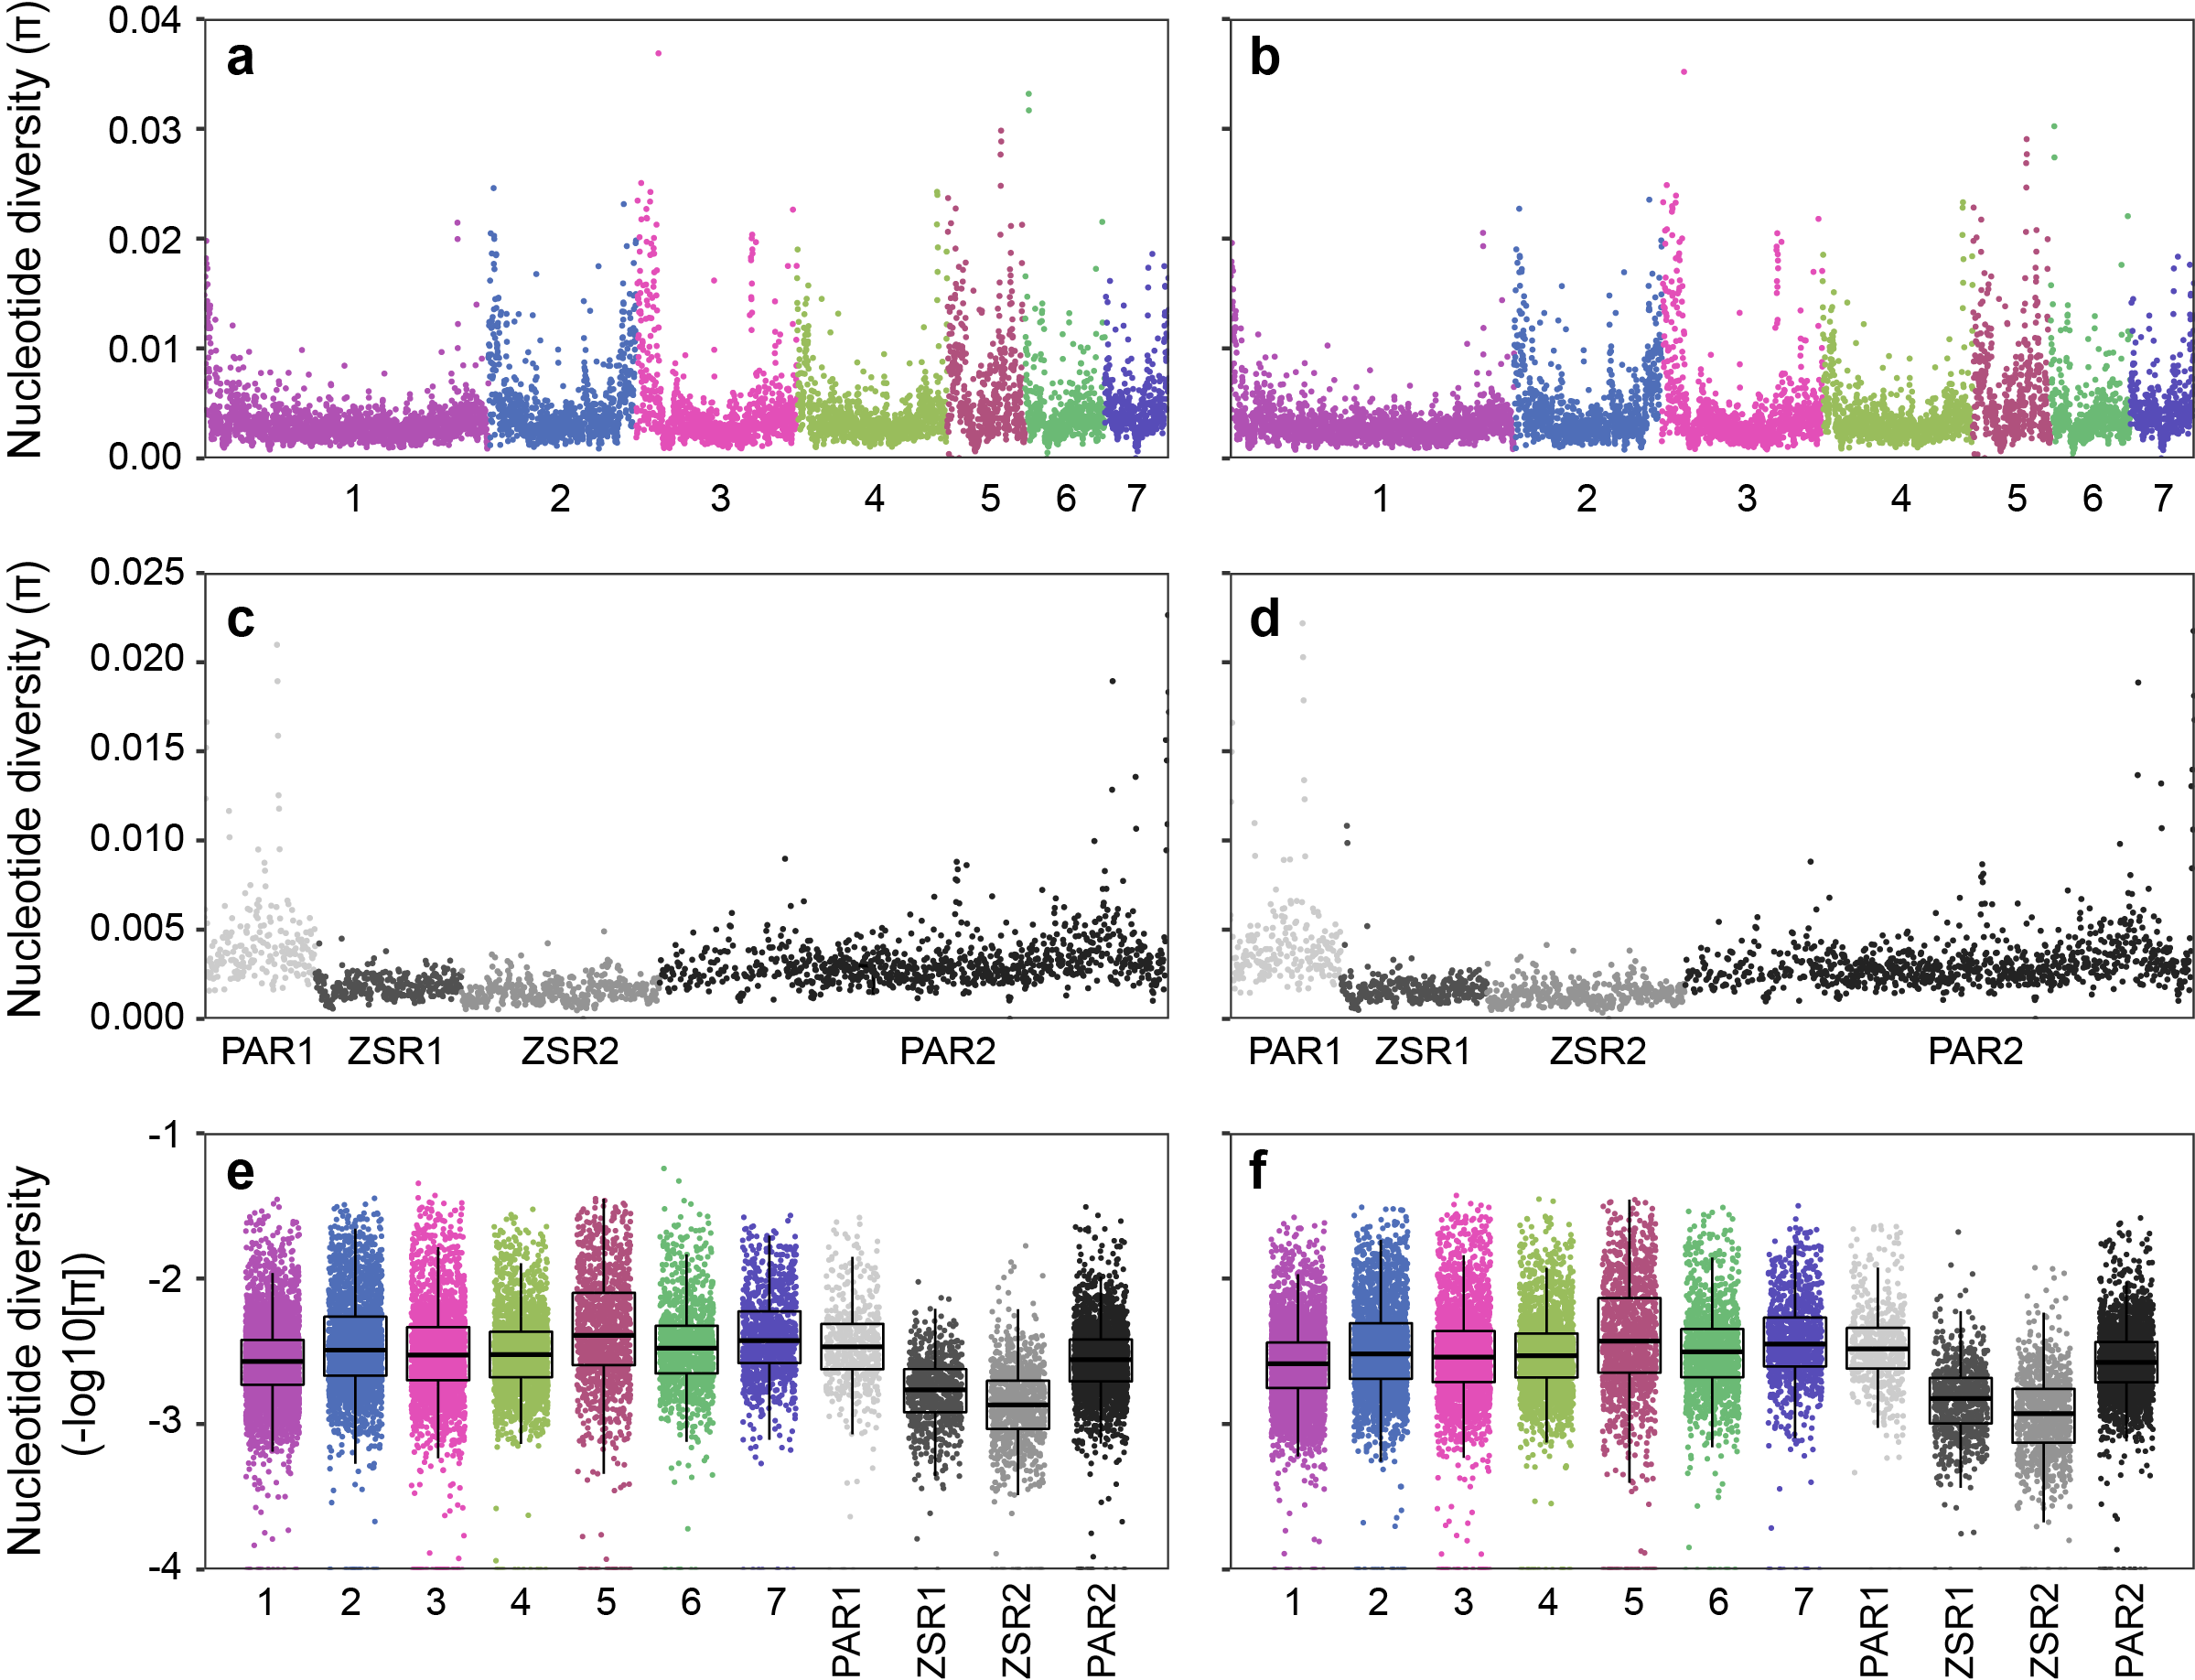 Nucleotide diversity (π)
0.04
0.03
0.02
0.01
0.00
a
b
1 2 3 4 5 6 7
1 2 3 4 5 6 7
Nucleotide diversity (π)
0.025
0.020
0.015
0.010
0.005
0.000
c
d
PAR1 ZSR1 ZSR2 PAR2
PAR1 ZSR1 ZSR2 PAR2
Nucleotide diversity
(-log10[π])
-1
-2
-3
-4
e
f
1 2 3 4 5 6 7 PAR1 ZSR1 ZSR2 PAR2
1 2 3 4 5 6 7 PAR1 ZSR1 ZSR2 PAR2